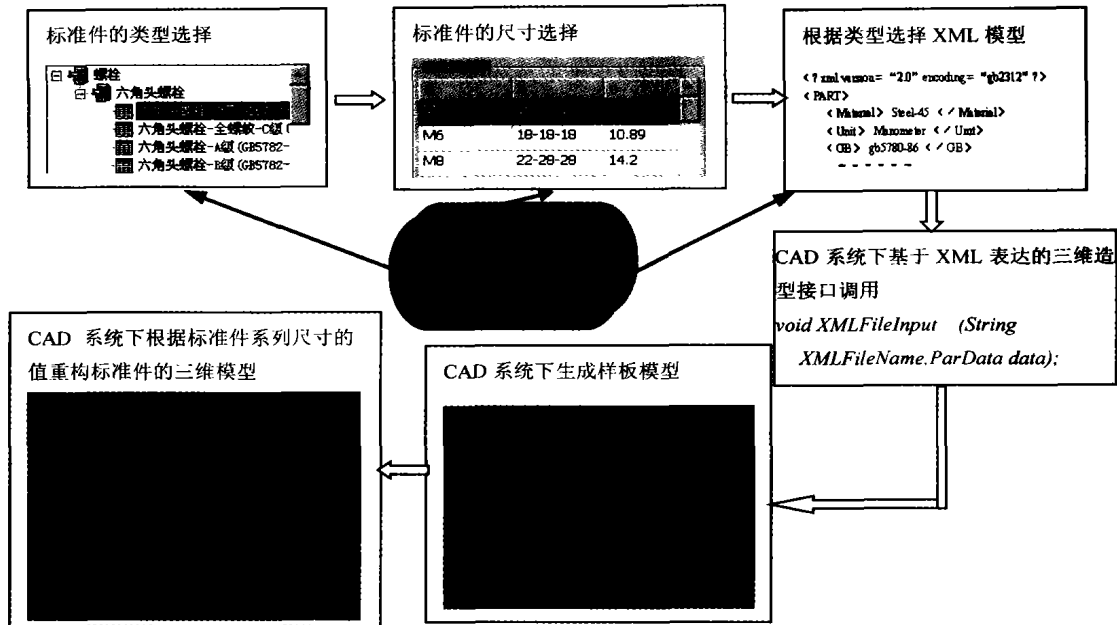 标准件的类型选择
螺栓
六角头螺栓
六角头螺栓-全螺纹-C级(
六角头螺栓-A级(GB5782-
六角头螺栓-B级(GB5782-
标准件的尺寸选择
M6 18-18-18 10.89
M8 22-28-28 14.2
根据类型选择 XML 模型
<?xml version= “2.0” encoding= “gb2312”?>
<PART>
<Material> Steel-45 </Material>
<Unit> </Unit>
<GB> gb5780-86 </GB>
CAD 系统下基于 XML 表达的三维造
型接口调用
void XMLFileInput (String
XMLFileName.ParData data);
CAD 系统下生成样板模型
CAD 系统下根据标准件系列尺寸的
值重构标准件的三维模型